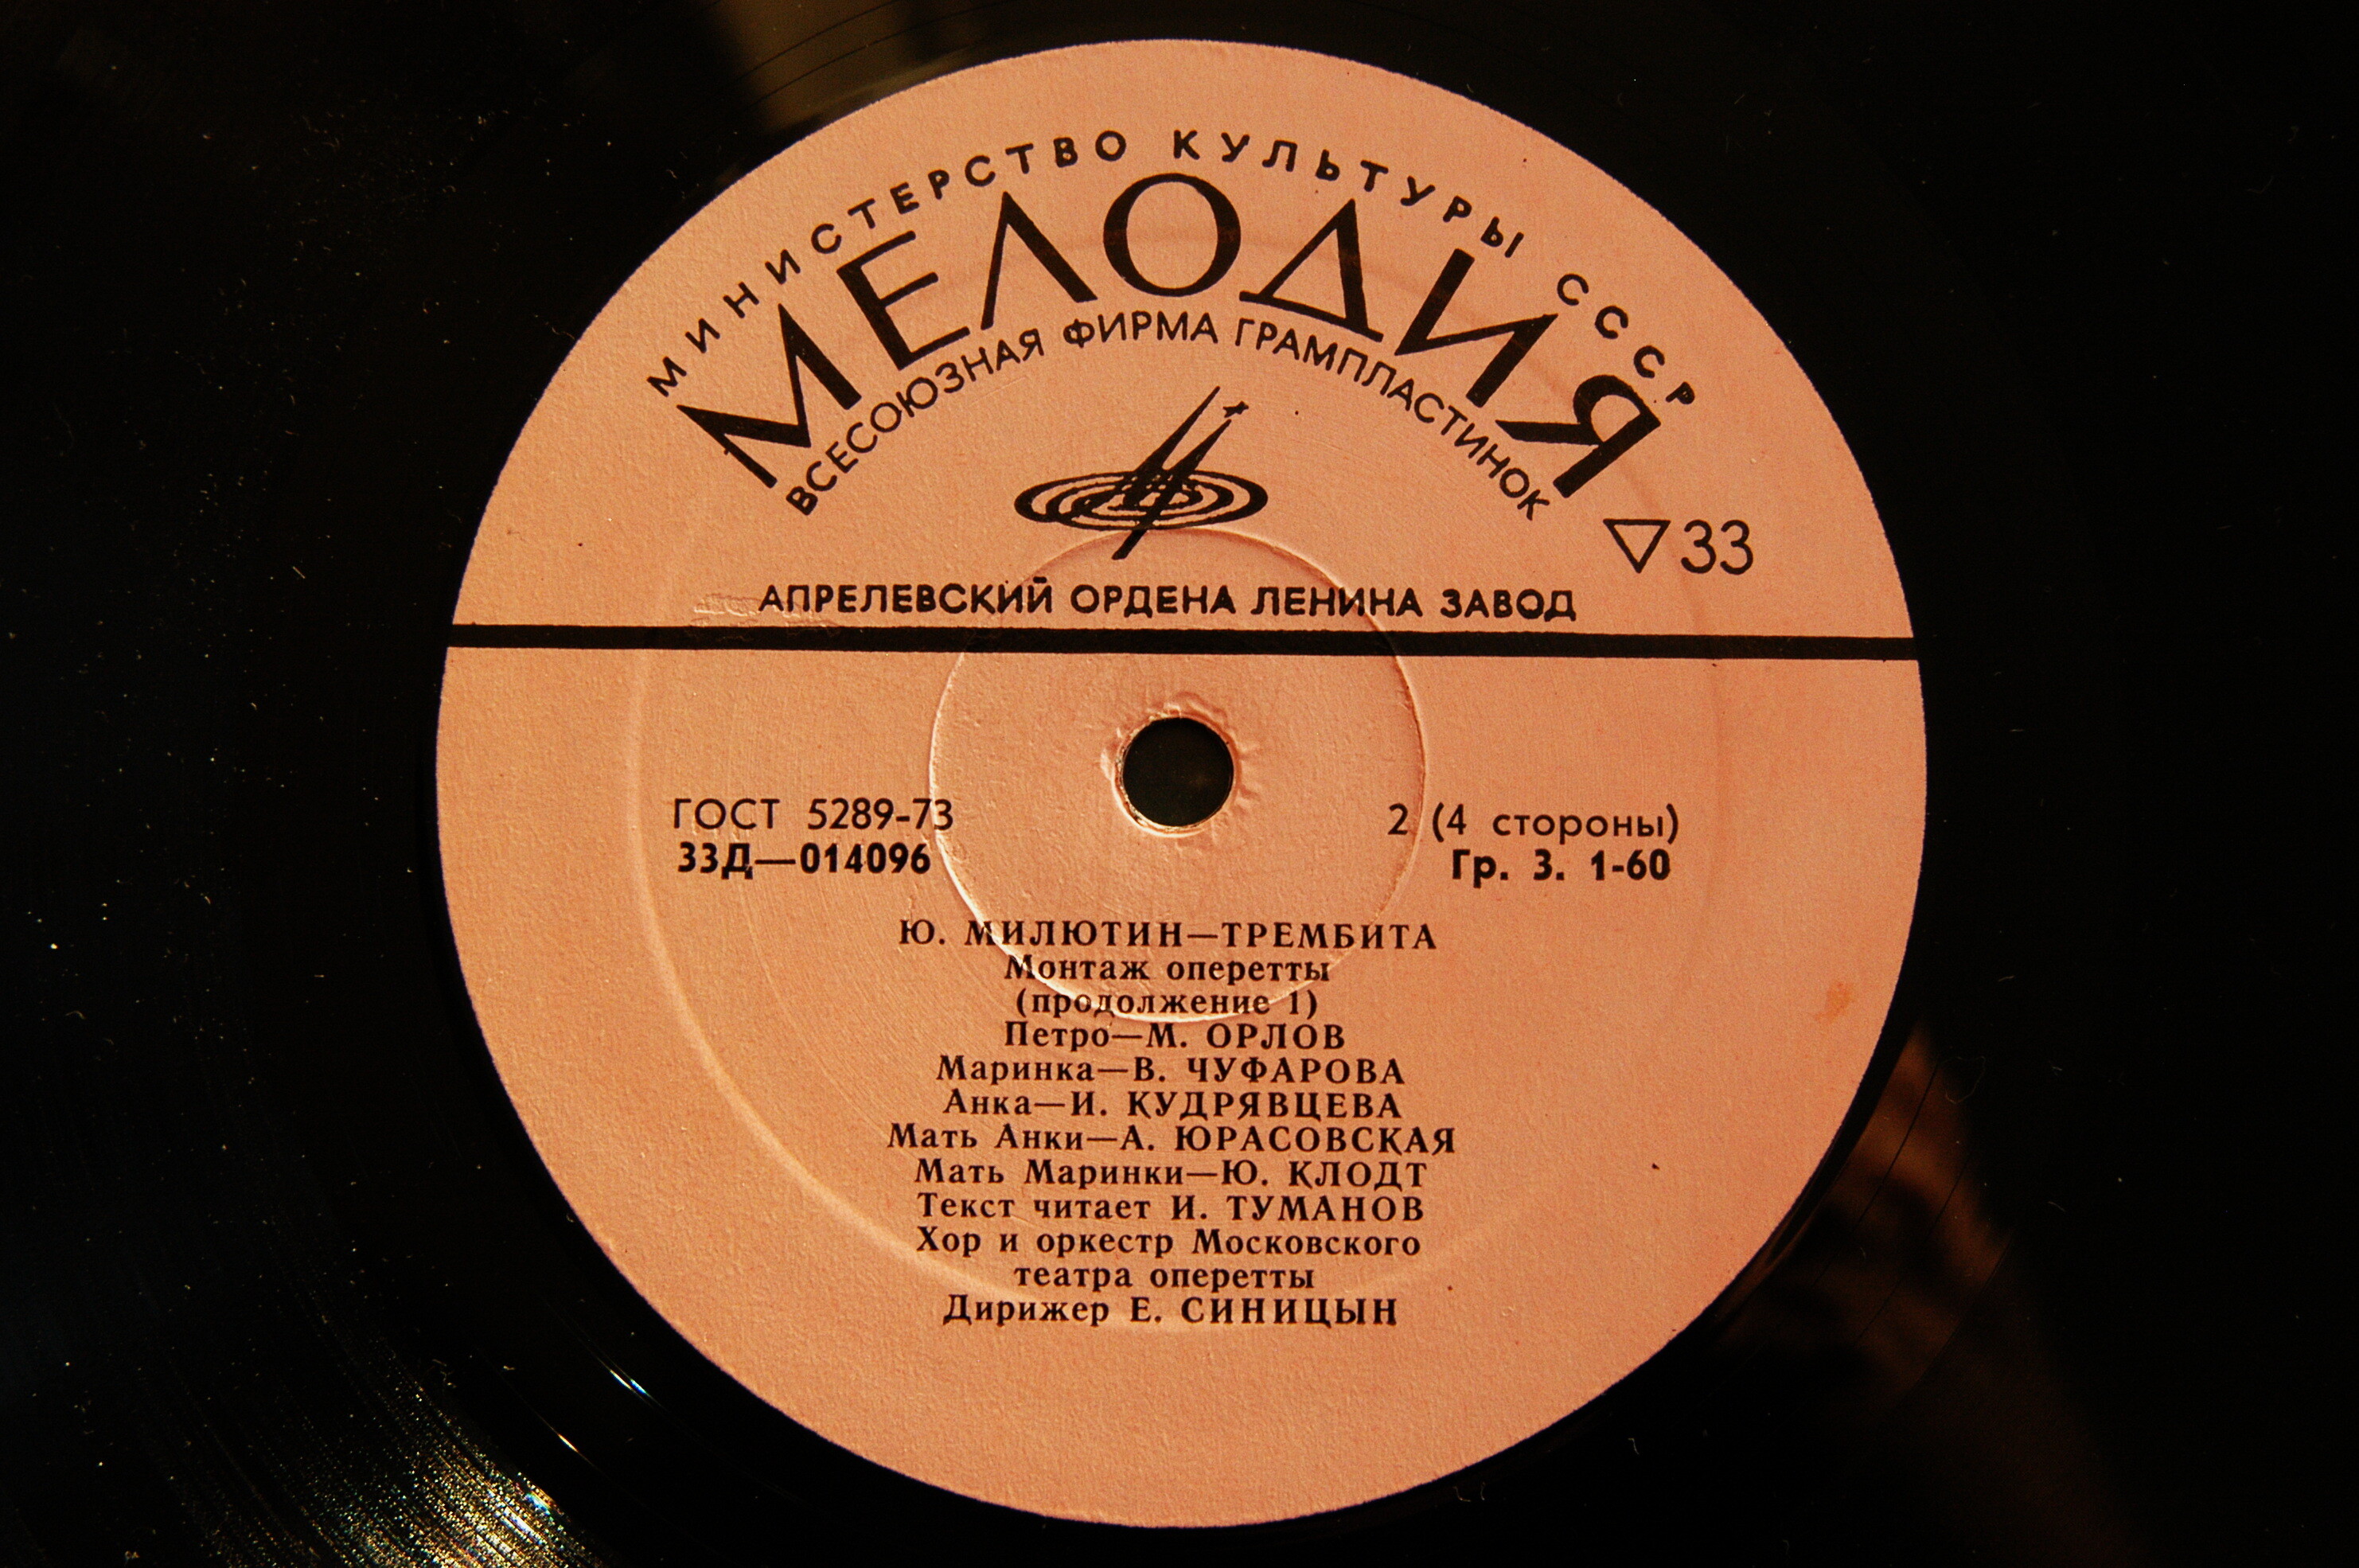 МИНИСТЕРСТВО КУЛЬТУРЫ СССР
МЕЛОДИЯ
ВСЕСОЮЗНАЯ ФИРМА ГРАМПЛАСТИНОК
▽33
АПРЕЛЕВСКИЙ ОРДЕНА ЛЕНИНА ЗАВОД
ГОСТ 5289-73
2 (4 стороны)
33Д—014096
Гр. 3. 1-60
Ю. МИЛЮТИН—ТРЕМБИТА
Монтаж оперетты
(продолжение 1)
Петро—М. ОРЛОВ
Маринка—В. ЧУФАРОВА
Анка—И. КУДРЯВЦЕВА
Мать Анки—А. ЮРАСОВСКАЯ
Мать Маринки—Ю. КЛОДТ
Текст читает И. ТУМАНОВ
Хор и оркестр Московского
театра оперетты
Дирижер Е. СИНИЦЫН